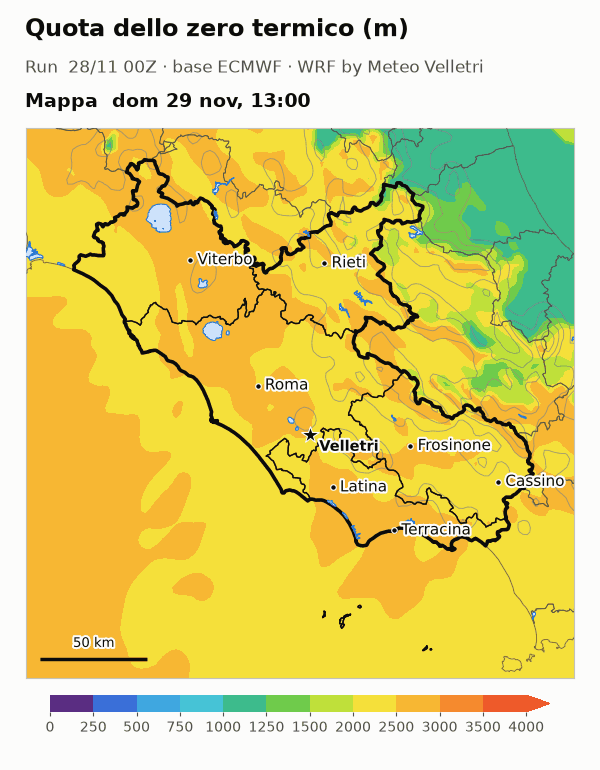 Quota dello zero termico (m)
Run  28/11 00Z · base ECMWF · WRF by Meteo Velletri
Mappa  dom 29 nov, 13:00
Viterbo
Rieti
Roma
Velletri
Frosinone
Cassino
Latina
Terracina
50 km
0 250 500 750 1000 1250 1500 2000 2500 3000 3500 4000